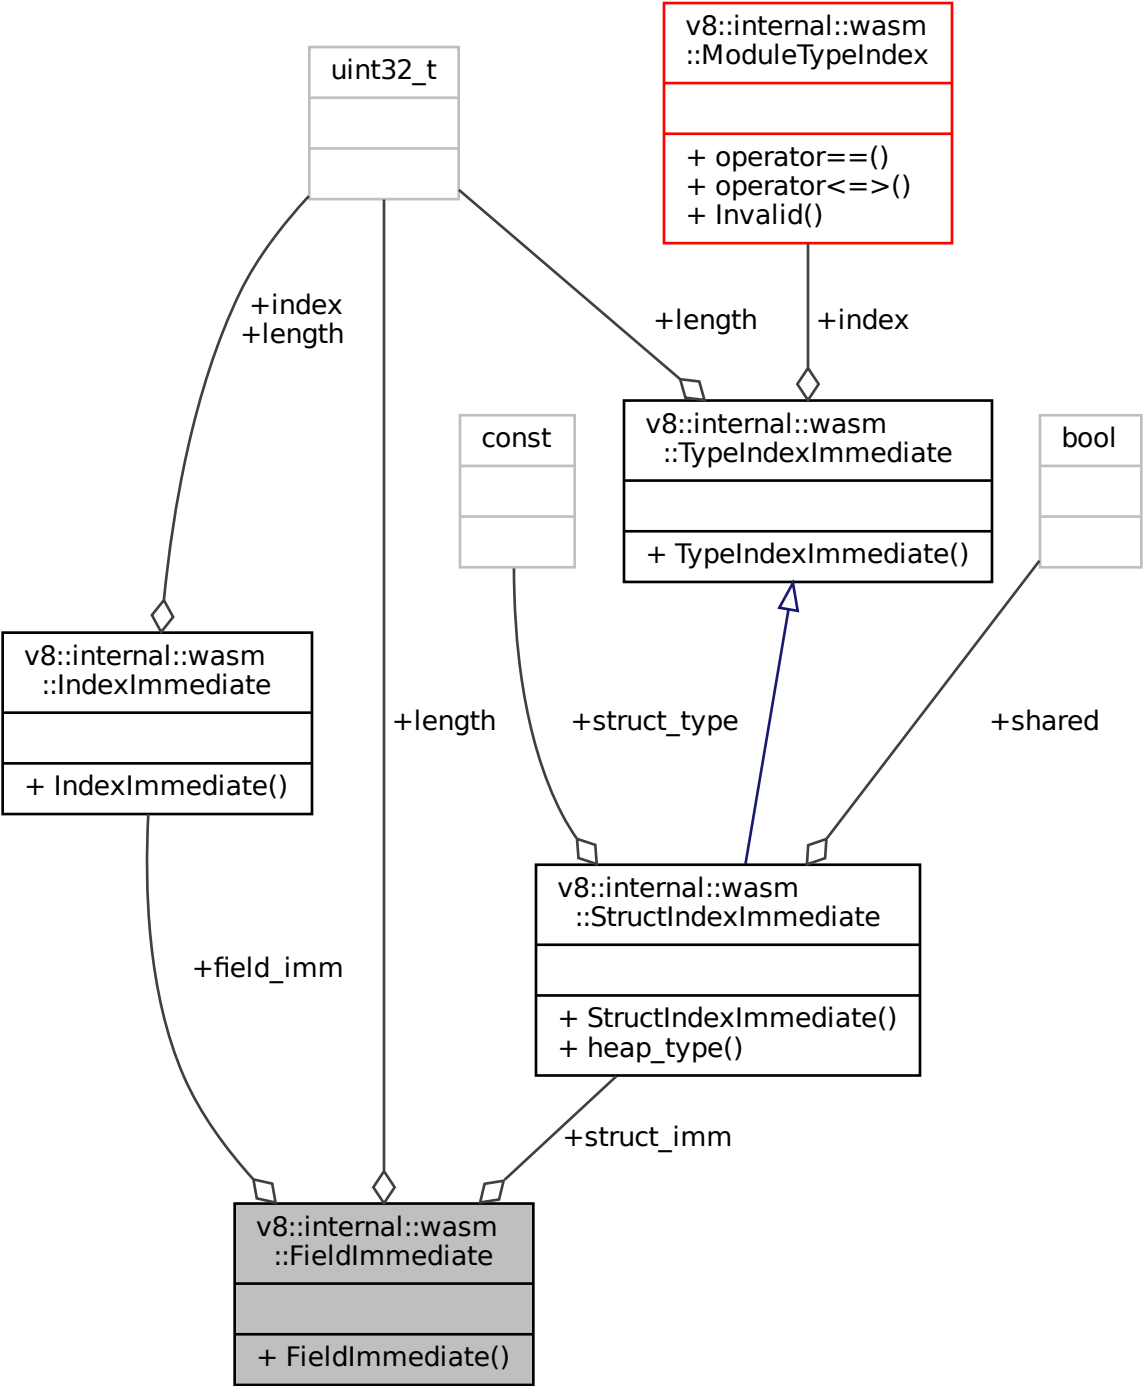 v8::internal::wasm
::ModuleTypeIndex
+ operator==()
+ operator<=>()
+ Invalid()
uint32_t
+index
+length
+length
+index
v8::internal::wasm
::TypeIndexImmediate
+ TypeIndexImmediate()
const
bool
v8::internal::wasm
::IndexImmediate
+ IndexImmediate()
+length
+struct_type
+shared
v8::internal::wasm
::StructIndexImmediate
+ StructIndexImmediate()
+ heap_type()
+field_imm
+struct_imm
v8::internal::wasm
::FieldImmediate
+ FieldImmediate()